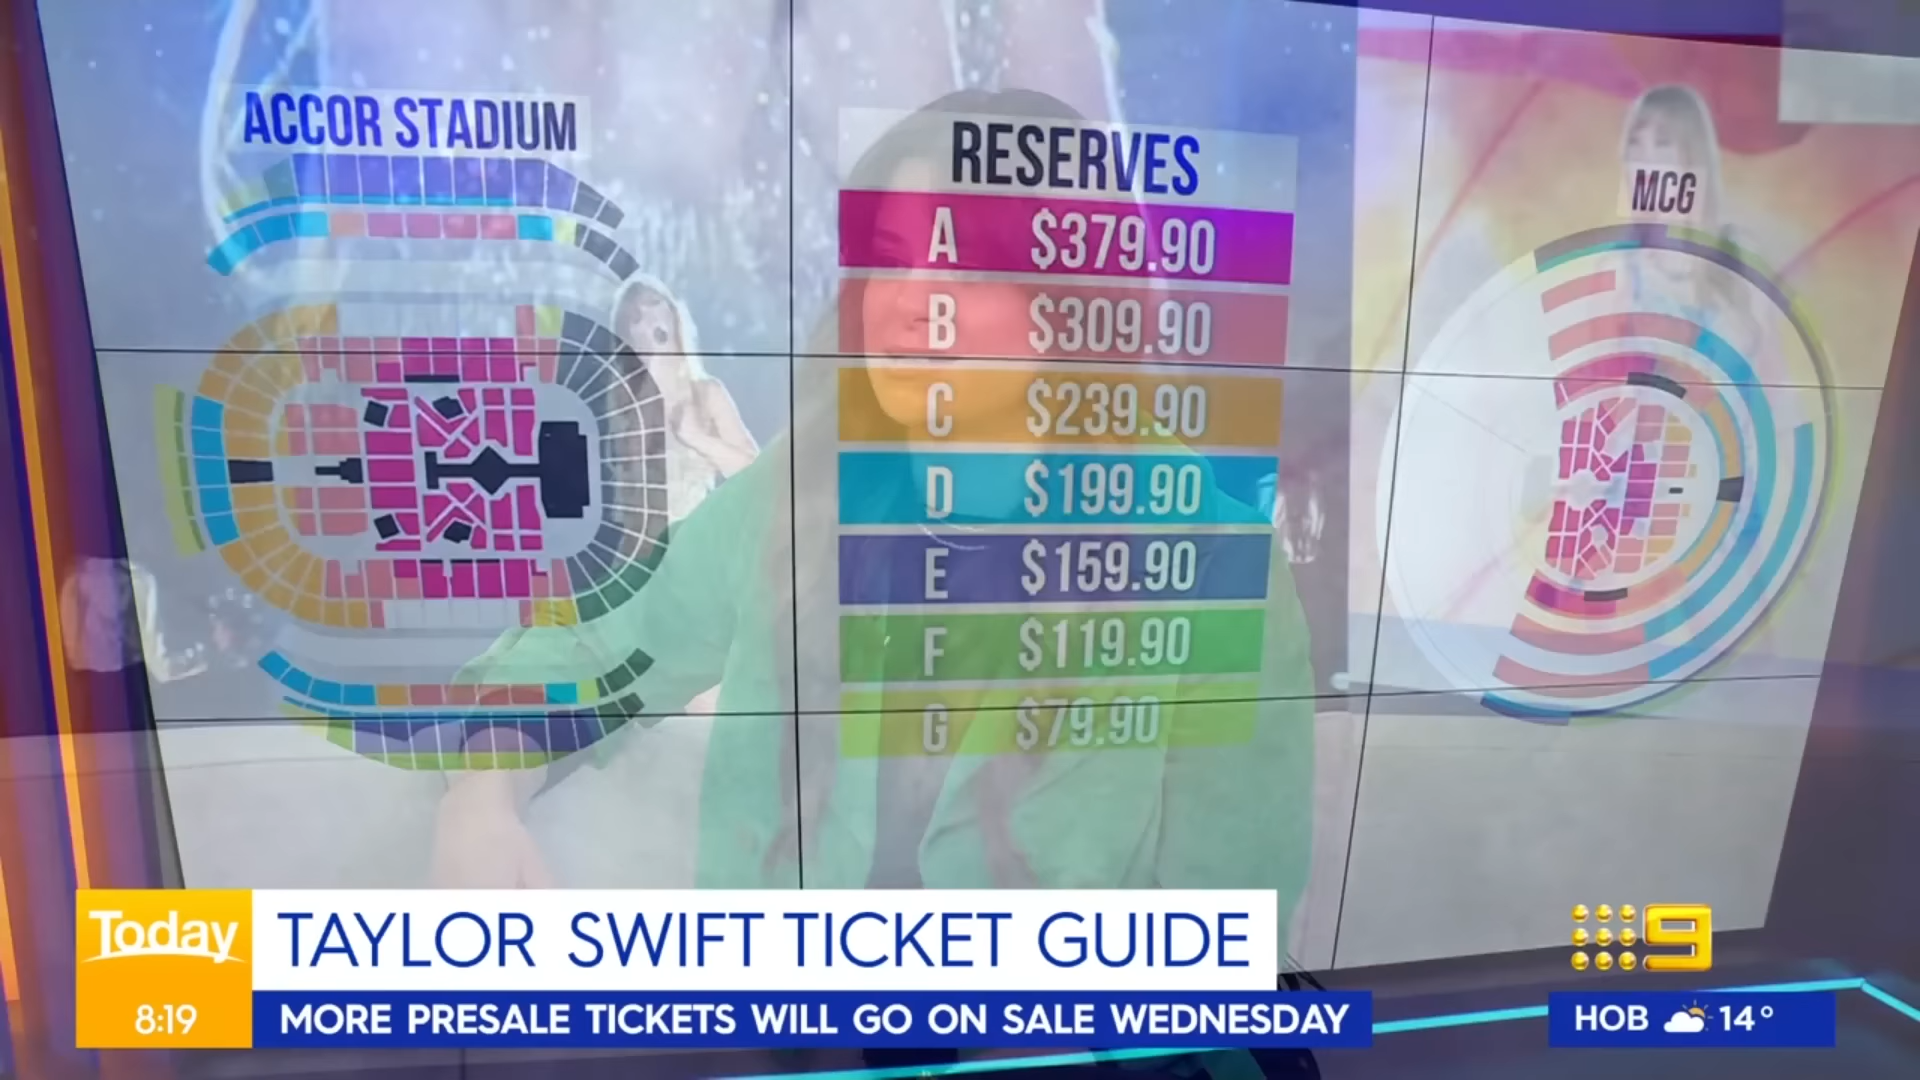 ACCOR STADIUM
RESERVES
A $379.90
B $309.90
C $239.90
D $199.90
E $159.90
F $119.90
G $79.90
MCG
Today
8:19
TAYLOR SWIFT TICKET GUIDE
MORE PRESALE TICKETS WILL GO ON SALE WEDNESDAY
9
HOB 14°